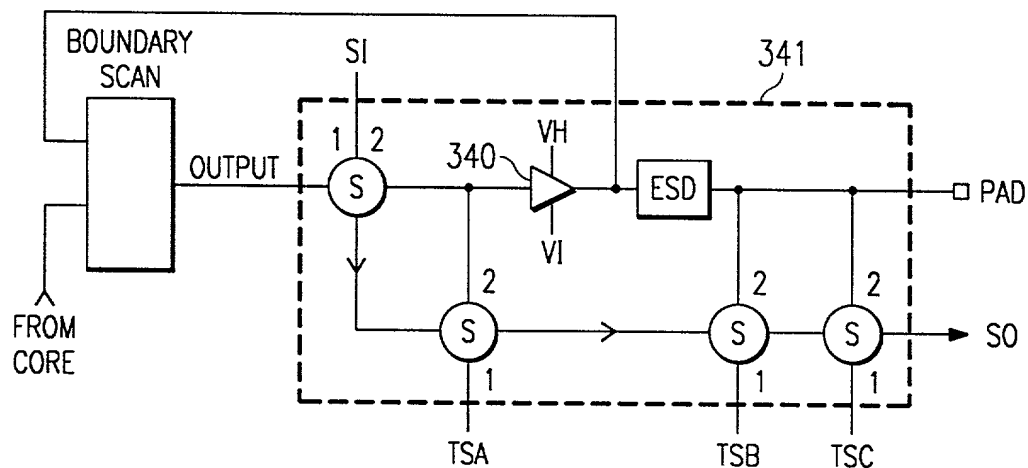 BOUNDARY
SCAN
SI
341
1 2
VH
340
OUTPUT
S
ESD
PAD
VI
2
2
2
FROM
CORE
S
S
S
SO
1
1
1
TSA
TSB
TSC